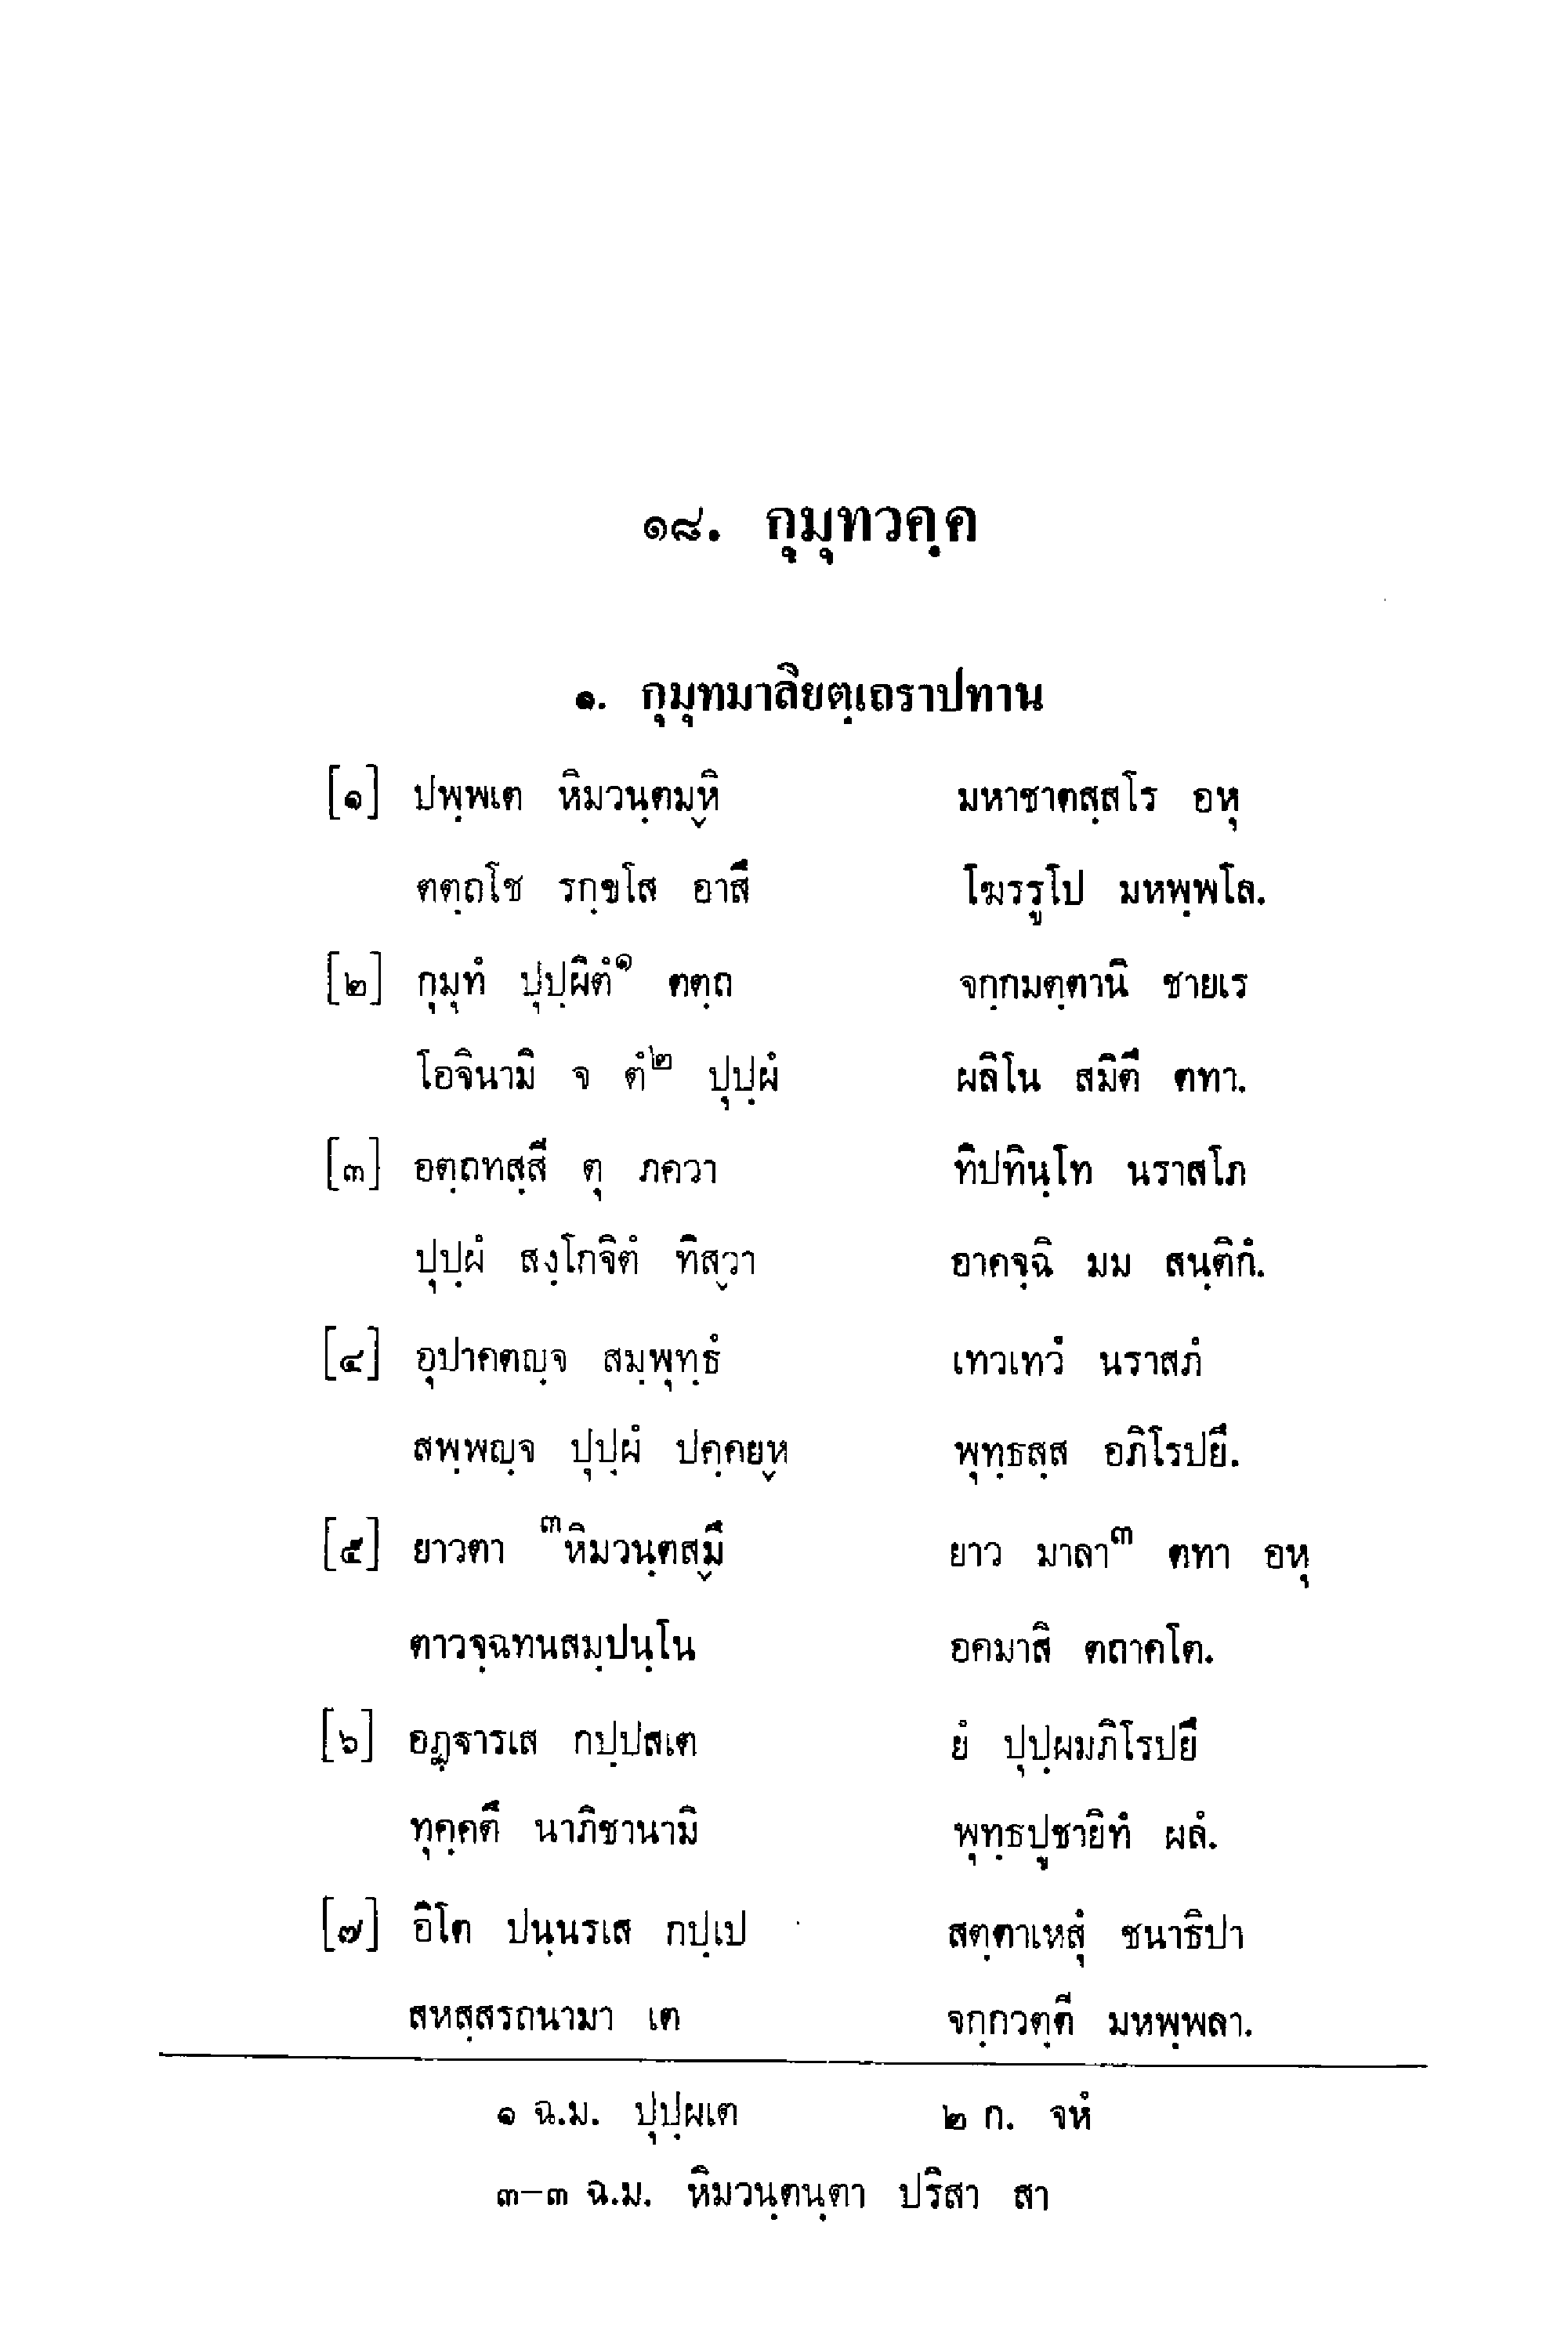 ๑๘. กุมุทวคฺค
๑. กุมุทมาลิยตฺเถราปทาน
[๑] ปพฺพเต หิมวนฺตมฺหิ มหาชาตสฺสโร อหุ
ตตฺถโช รกฺขโส อาสึ โฆรรูโป มหพฺพโล.
[๒] กุมุทํ ปุปฺผิตํ๑ ตตฺถ จกฺกมตฺตานิ ชายเร
โอจินามิ จ ตํ๒ ปุปฺผํ ผลิโน สมิตึ ตทา.
[๓] อตฺถทสฺสี ตุ ภควา ทิปทินฺโท นราสโภ
ปุปฺผํ สงฺโกจิตํ ทิสฺวา อาคจฺฉิ มม สนฺติกํ.
[๔] อุปาคตญฺจ สมฺพุทฺธํ เทวเทวํ นราสภํ
สพฺพญฺจ ปุปฺผํ ปคฺคยฺห พุทฺธสฺส อภิโรปยึ.
[๕] ยาวตา ๓หิมวนฺตสฺมึ ยาว มาลา๓ ตทา อหุ
ตาวจฺฉทนสมฺปนฺโน อคมาสิ ตถาคโต.
[๖] อฏฺฐารเส กปฺปสเต ยํ ปุปฺผมภิโรปยึ
ทุคฺคตึ นาภิชานามิ พุทฺธปูชายิทํ ผลํ.
[๗] อิโต ปนฺนรเส กปฺเป สตฺตาเหสุํ ชนาธิปา
สหสฺสรถนามา เต จกฺกวตฺตี มหพฺพลา.
๑ ฉ.ม. ปุปฺผเต ๒ ก. จหํ
๓-๓ ฉ.ม. หิมวนฺตนฺตา ปริสา สา